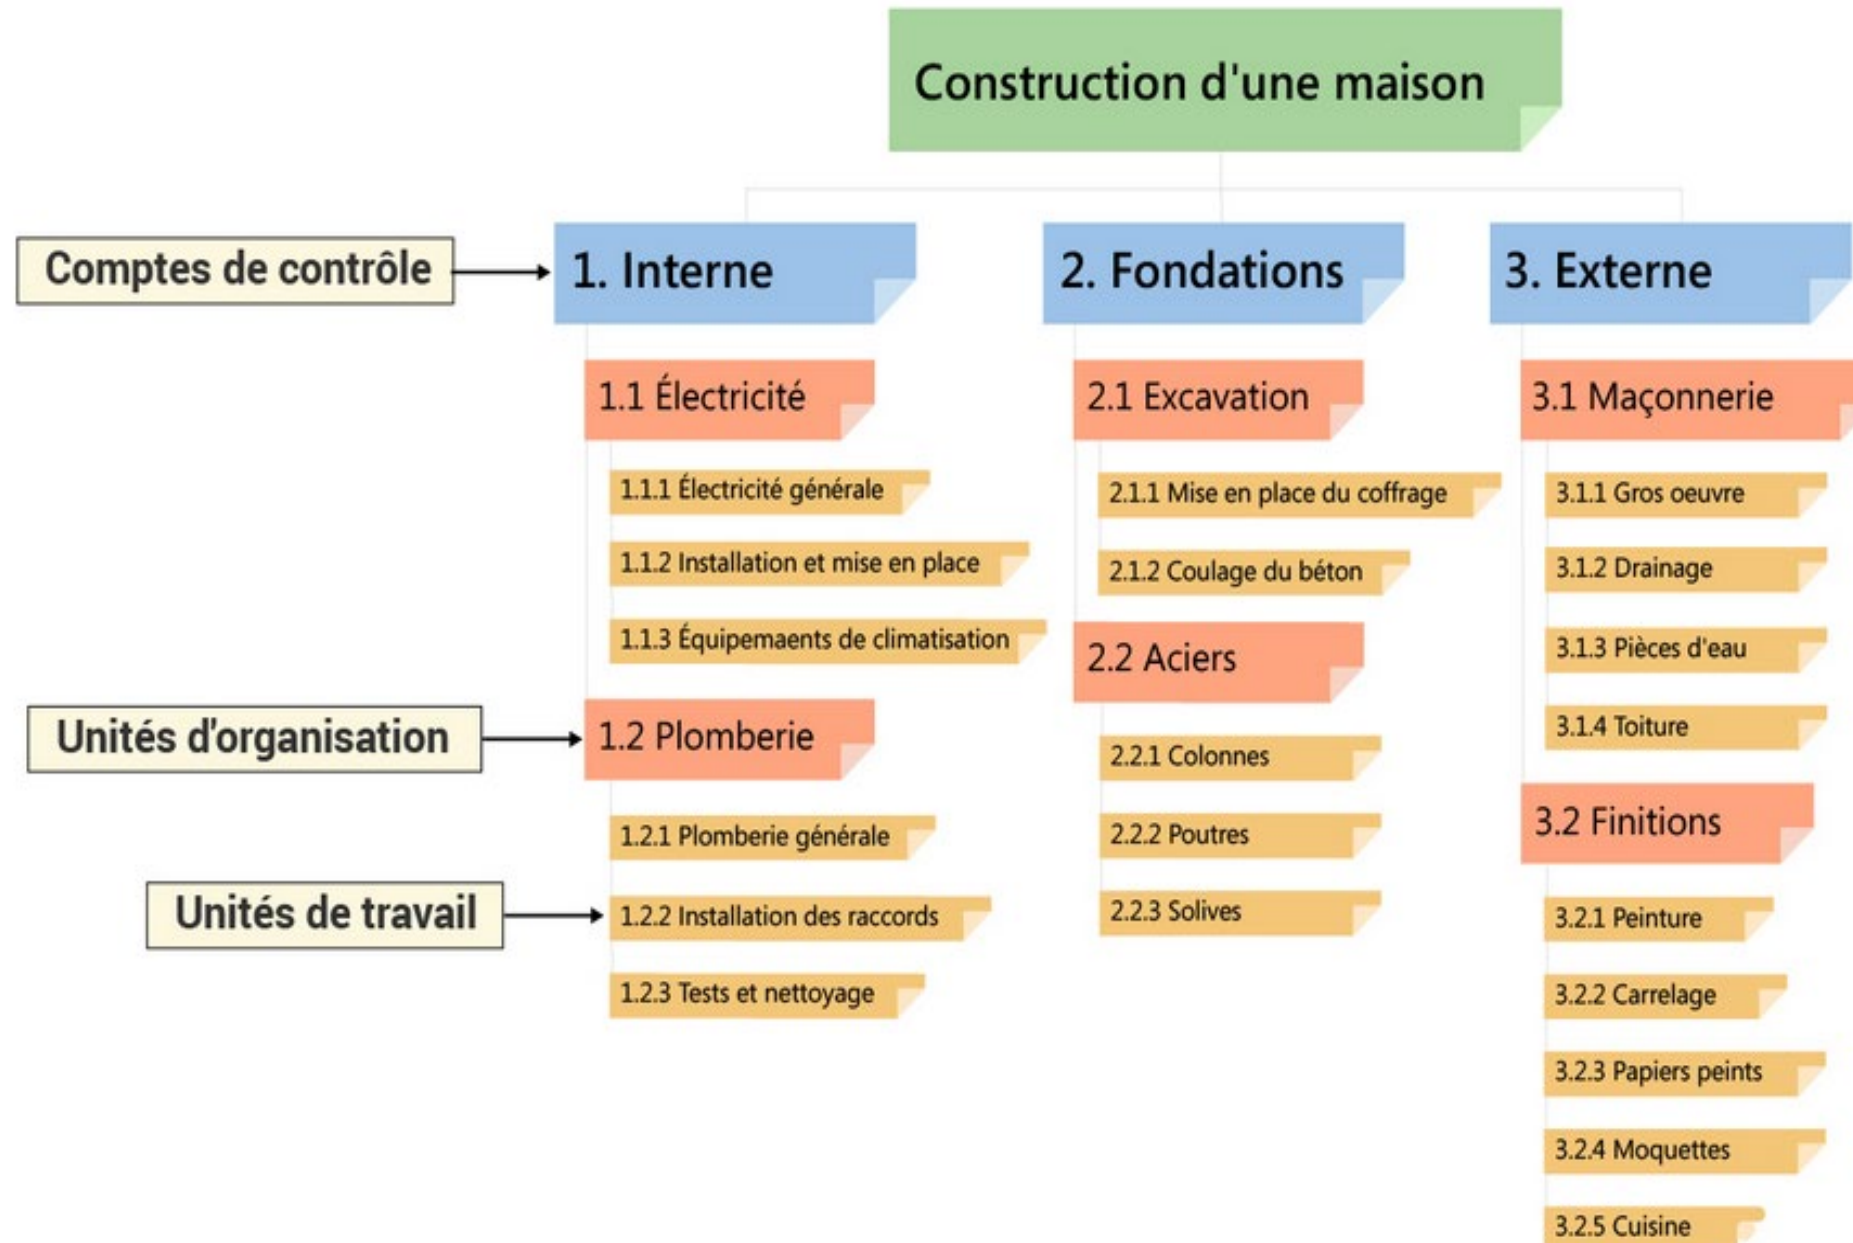 Construction d'une maison
Comptes de contrôle
1. Interne
1.1 Électricité
1.1.1 Électricité générale
1.1.2 Installation et mise en place
1.1.3 Équipemaents de climatisation
Unités d'organisation
1.2 Plomberie
1.2.1 Plomberie générale
Unités de travail
1.2.2 Installation des raccords
1.2.3 Tests et nettoyage
2. Fondations
2.1 Excavation
2.1.1 Mise en place du coffrage
2.1.2 Coulage du béton
2.2 Aciers
2.2.1 Colonnes
2.2.2 Poutres
2.2.3 Solives
3. Externe
3.1 Maçonnerie
3.1.1 Gros oeuvre
3.1.2 Drainage
3.1.3 Pièces d'eau
3.1.4 Toiture
3.2 Finitions
3.2.1 Peinture
3.2.2 Carrelage
3.2.3 Papiers peints
3.2.4 Moquettes
3.2.5 Cuisine